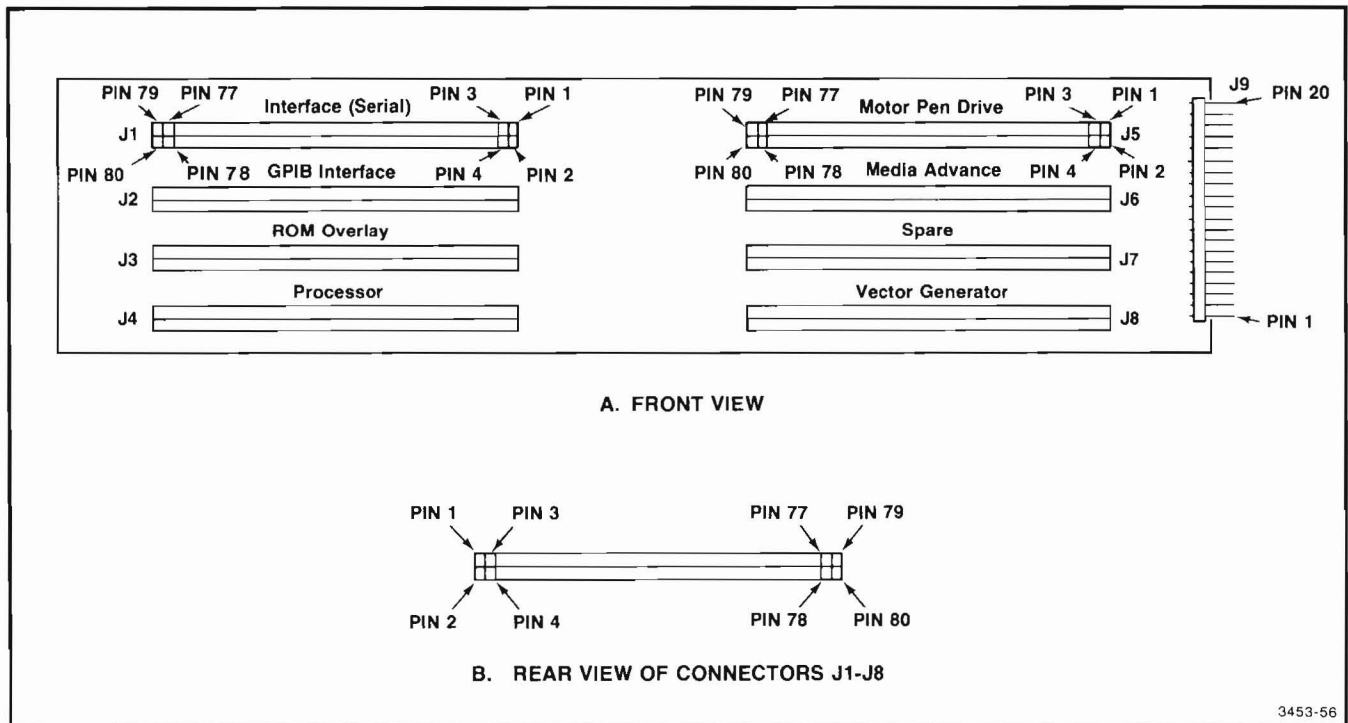 PIN 79 PIN 77 Interface (Serial) PIN 3 PIN 1 PIN 79 PIN 77 Motor Pen Drive PIN 3 PIN 1 J9 PIN 20
J1 J5
PIN 80 PIN 78 GPIB Interface PIN 4 PIN 2 PIN 80 PIN 78 Media Advance PIN 4 PIN 2
J2 J6
ROM Overlay Spare
J3 J7
Processor Vector Generator
J4 J8 PIN 1
A. FRONT VIEW
PIN 1 PIN 3 PIN 77 PIN 79
PIN 2 PIN 4 PIN 78 PIN 80
B. REAR VIEW OF CONNECTORS J1-J8
3453-56